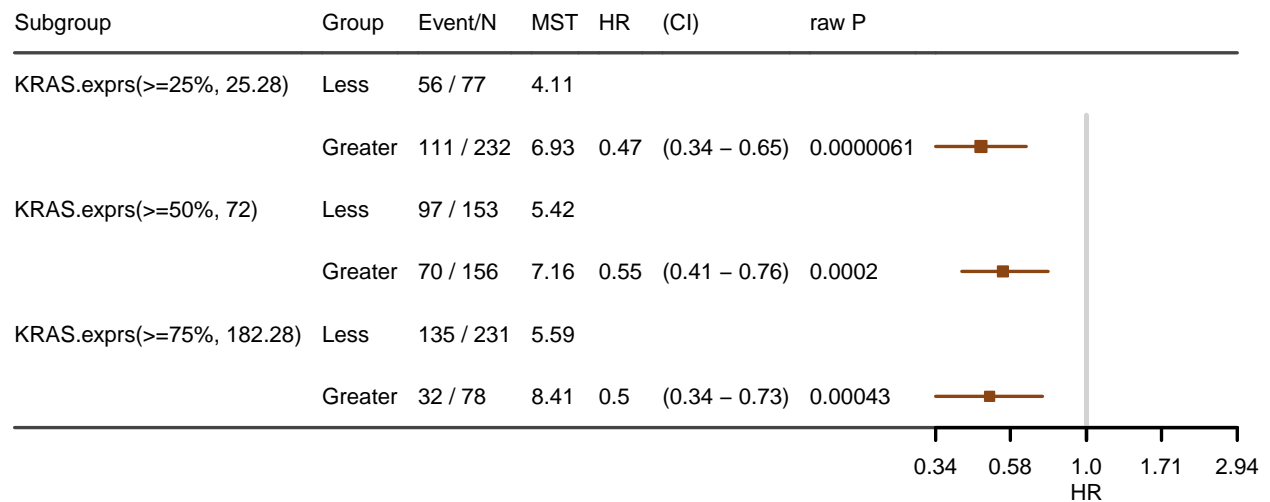 Subgroup Group Event/N MST HR (CI) raw P
KRAS.exprs(>=25%, 25.28) Less 56 / 77 4.11
Greater 111 / 232 6.93 0.47 (0.34 – 0.65) 0.0000061
KRAS.exprs(>=50%, 72) Less 97 / 153 5.42
Greater 70 / 156 7.16 0.55 (0.41 – 0.76) 0.0002
KRAS.exprs(>=75%, 182.28) Less 135 / 231 5.59
Greater 32 / 78 8.41 0.5 (0.34 – 0.73) 0.00043
0.34 0.58 1.0 1.71 2.94
HR